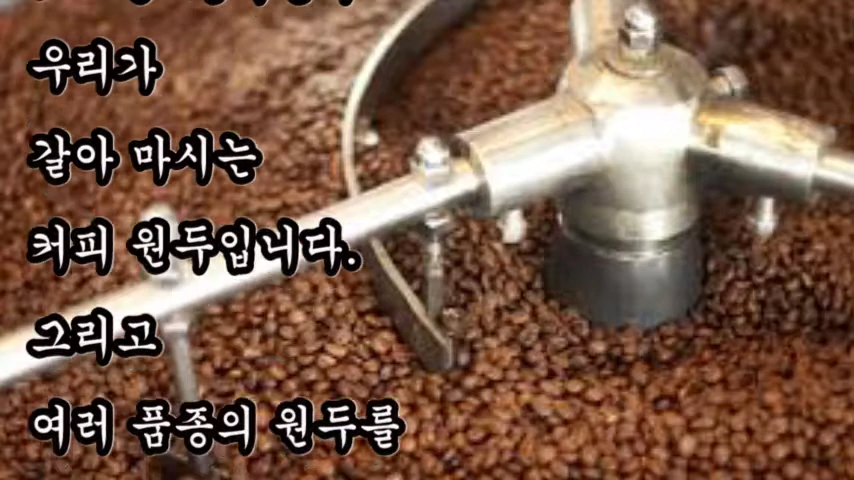 우리가
갈아 마시는
커피 원두입니다.
그리고
여러 품종의 원두를